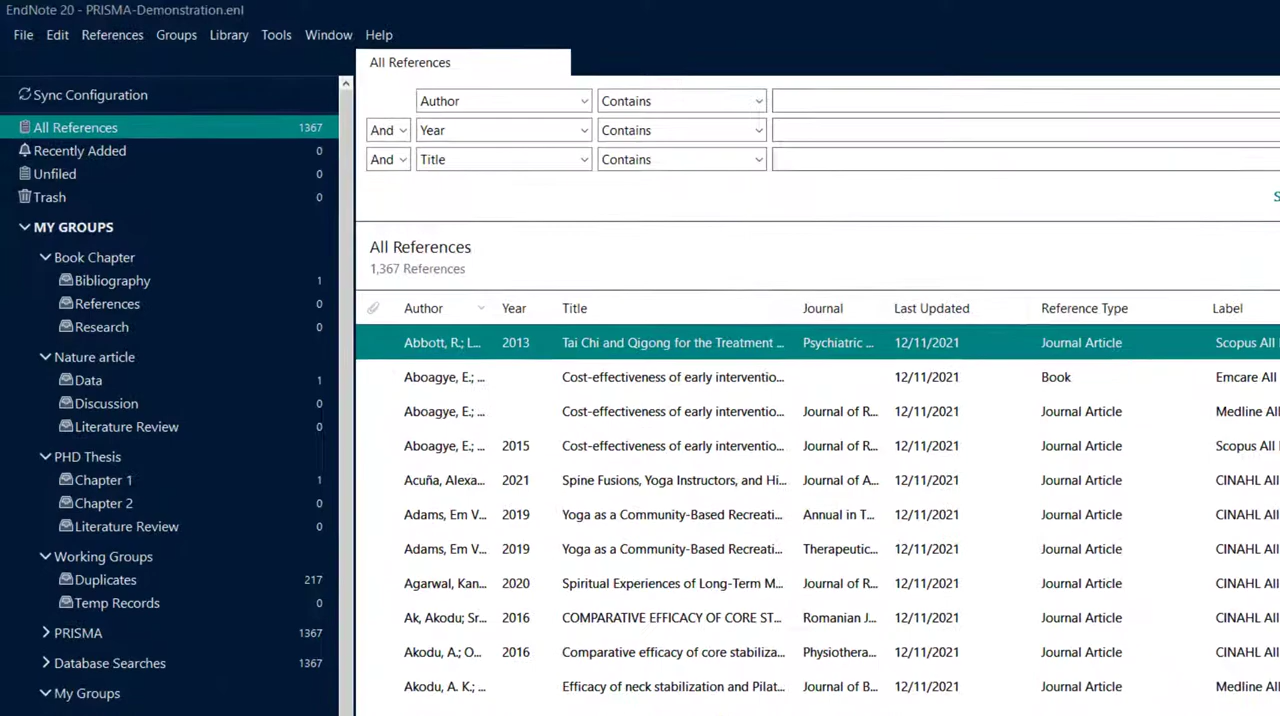 EndNote 20 - PRISMA-Demonstration.enl
File Edit References Groups Library Tools Window Help
Sync Configuration
All References 1367
Recently Added 0
Unfiled 0
Trash 0
MY GROUPS
Book Chapter
Bibliography 1
References 0
Research 0
Nature article
Data 1
Discussion 0
Literature Review 0
PHD Thesis
Chapter 1 1
Chapter 2 0
Literature Review 0
Working Groups
Duplicates 217
Temp Records 0
PRISMA 1367
Database Searches 1367
My Groups
All References
Author Contains
And Year Contains
And Title Contains
S
All References
1,367 References
Author Year Title Journal Last Updated Reference Type Label
Abbott, R.; L... 2013 Tai Chi and Qigong for the Treatment ... Psychiatric ... 12/11/2021 Journal Article Scopus All
Aboagye, E.; ... Cost-effectiveness of early interventio... 12/11/2021 Book Emcare All
Aboagye, E.; ... Cost-effectiveness of early interventio... Journal of R... 12/11/2021 Journal Article Medline All
Aboagye, E.; ... 2015 Cost-effectiveness of early interventio... Journal of R... 12/11/2021 Journal Article Scopus All
Acuña, Alexa... 2021 Spine Fusions, Yoga Instructors, and Hi... Journal of A... 12/11/2021 Journal Article CINAHL All
Adams, Em V... 2019 Yoga as a Community-Based Recreati... Annual in T... 12/11/2021 Journal Article CINAHL All
Adams, Em V... 2019 Yoga as a Community-Based Recreati... Therapeutic... 12/11/2021 Journal Article CINAHL All
Agarwal, Kan... 2020 Spiritual Experiences of Long-Term M... Journal of R... 12/11/2021 Journal Article CINAHL All
Ak, Akodu; Sr... 2016 COMPARATIVE EFFICACY OF CORE ST... Romanian J... 12/11/2021 Journal Article CINAHL All
Akodu, A.; O... 2016 Comparative efficacy of core stabiliza... Physiothera... 12/11/2021 Journal Article CINAHL All
Akodu, A. K.; ... Efficacy of neck stabilization and Pilat... Journal of B... 12/11/2021 Journal Article Medline All